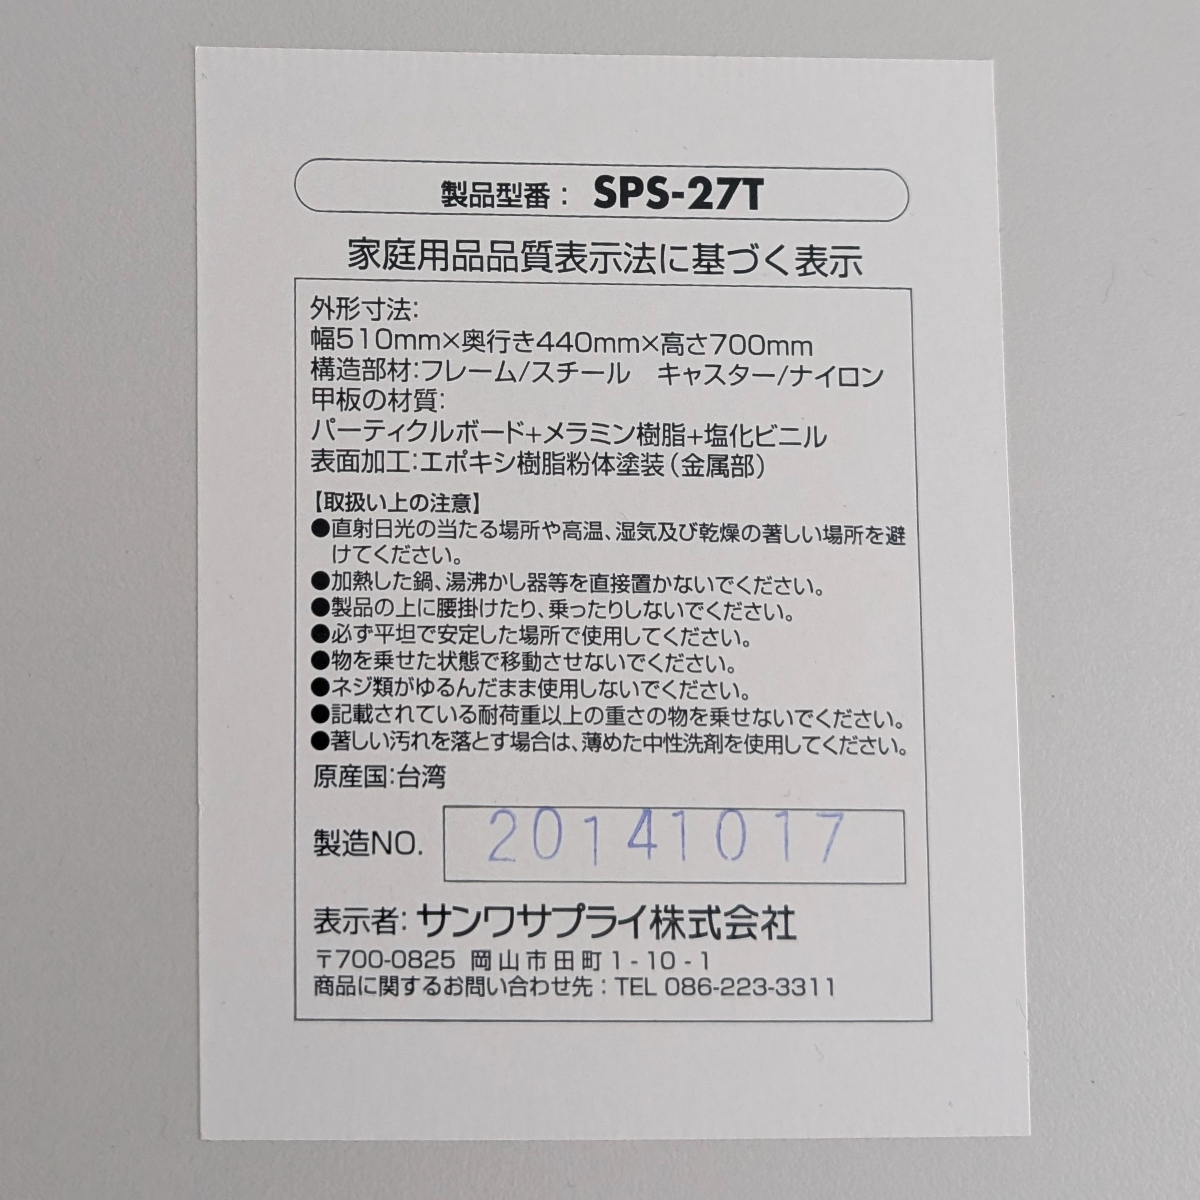 製品型番： SPS-27T
家庭用品品質表示法に基づく表示
外形寸法:
幅510mm×奥行き440mm×高さ700mm
構造部材:フレーム/スチール　キャスター/ナイロン
甲板の材質:
パーティクルボード+メラミン樹脂+塩化ビニル
表面加工:エポキシ樹脂粉体塗装（金属部）
【取扱い上の注意】
●直射日光の当たる場所や高温、湿気及び乾燥の著しい場所を避
けてください。
●加熱した鍋、湯沸かし器等を直接置かないでください。
●製品の上に腰掛けたり、乗ったりしないでください。
●必ず平坦で安定した場所で使用してください。
●物を乗せた状態で移動させないでください。
●ネジ類がゆるんだまま使用しないでください。
●記載されている耐荷重以上の重さの物を乗せないでください。
●著しい汚れを落とす場合は、薄めた中性洗剤を使用してください。
原産国:台湾
製造NO. 20141017
表示者: サンワサプライ株式会社
〒700-0825 岡山市田町1-10-1
商品に関するお問い合わせ先：TEL 086-223-3311